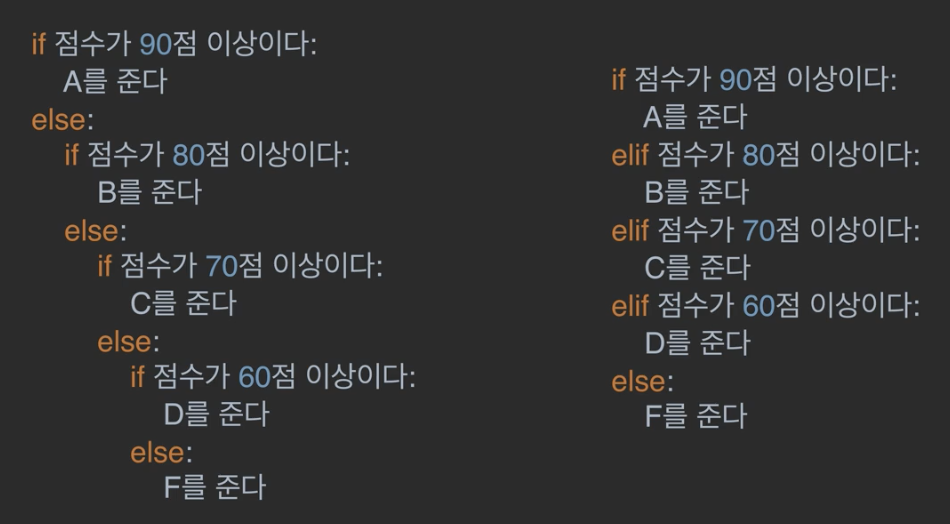 if 점수가 90점 이상이다:
A를 준다
else:
if 점수가 80점 이상이다:
B를 준다
else:
if 점수가 70점 이상이다:
C를 준다
else:
if 점수가 60점 이상이다:
D를 준다
else:
F를 준다
if 점수가 90점 이상이다:
A를 준다
elif 점수가 80점 이상이다:
B를 준다
elif 점수가 70점 이상이다:
C를 준다
elif 점수가 60점 이상이다:
D를 준다
else:
F를 준다